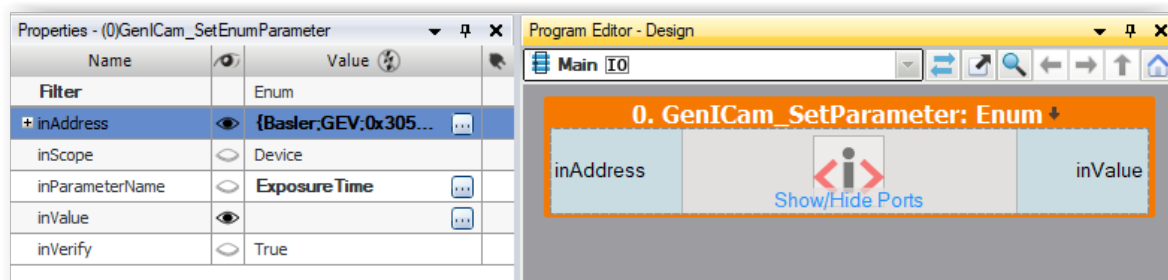 Properties - (0)GenICam_SetEnumParameter
Name Value
Filter Enum
inAddress {Basler;GEV;0x305... ...
inScope Device
inParameterName ExposureTime ...
inValue ...
inVerify True
Program Editor - Design
Main IO
0. GenICam_SetParameter: Enum
inAddress <i> inValue
Show/Hide Ports